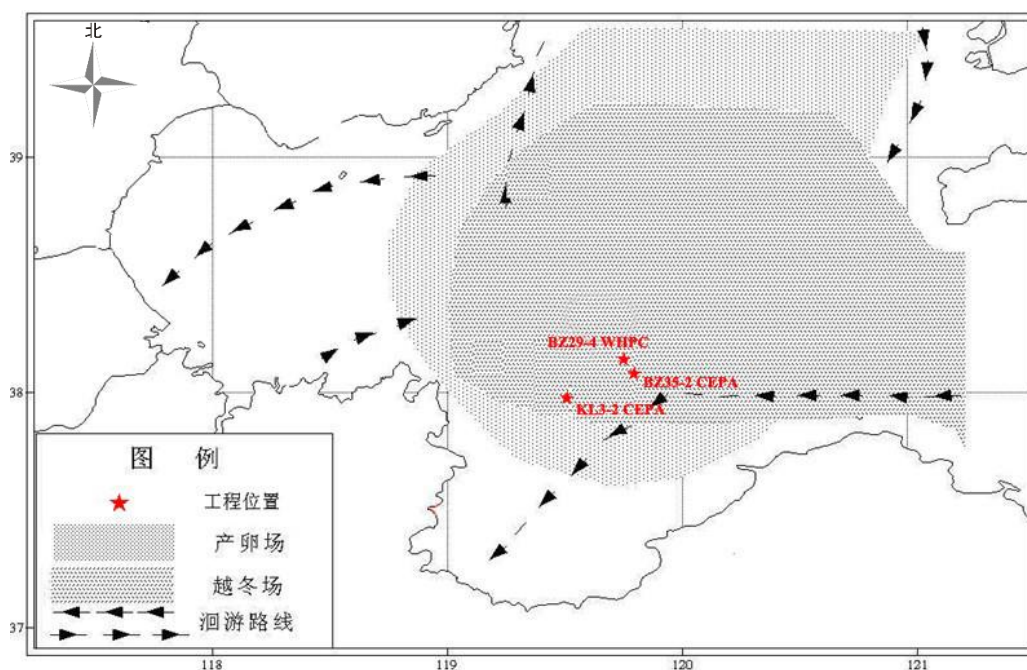 北
39
38
37
BZ29-4 WHPC
BZ35-2 CEPA
KL3-2 CEPA
图 例
工程位置
产卵场
越冬场
洄游路线
118
119
120
121